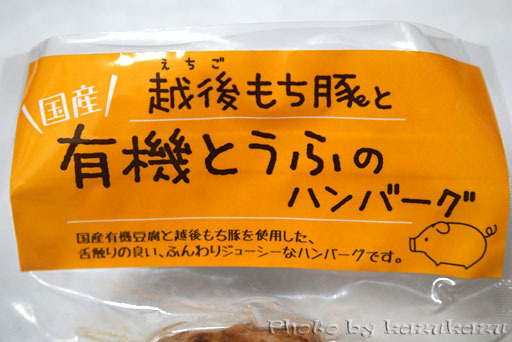 えちご
国産
越後もち豚と
有機とうふの
ハンバーグ
国産有機豆腐と越後もち豚を使用した、
舌触りの良い、ふんわりジューシーなハンバーグです。
Photo by kazukazu